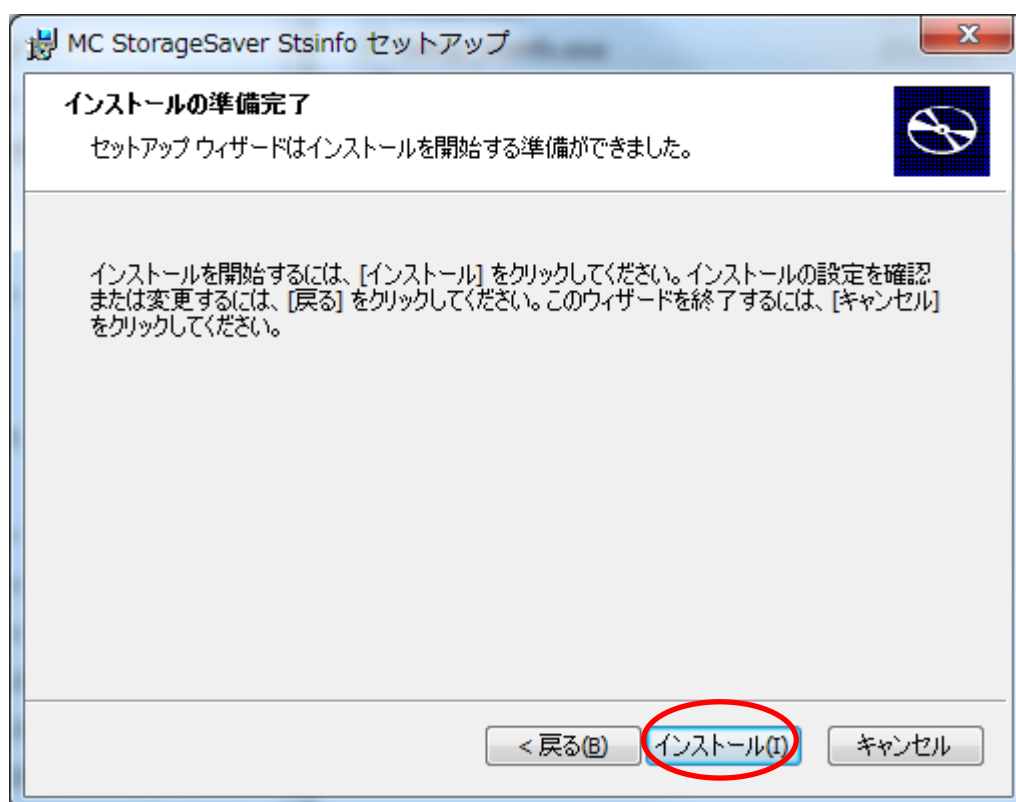 MC StorageSaver Stsinfo セットアップ
インストールの準備完了
セットアップ ウィザードはインストールを開始する準備ができました。
インストールを開始するには、[インストール] をクリックしてください。インストールの設定を確認
または変更するには、[戻る] をクリックしてください。このウィザードを終了するには、[キャンセル]
をクリックしてください。
< 戻る(B) インストール(I) キャンセル